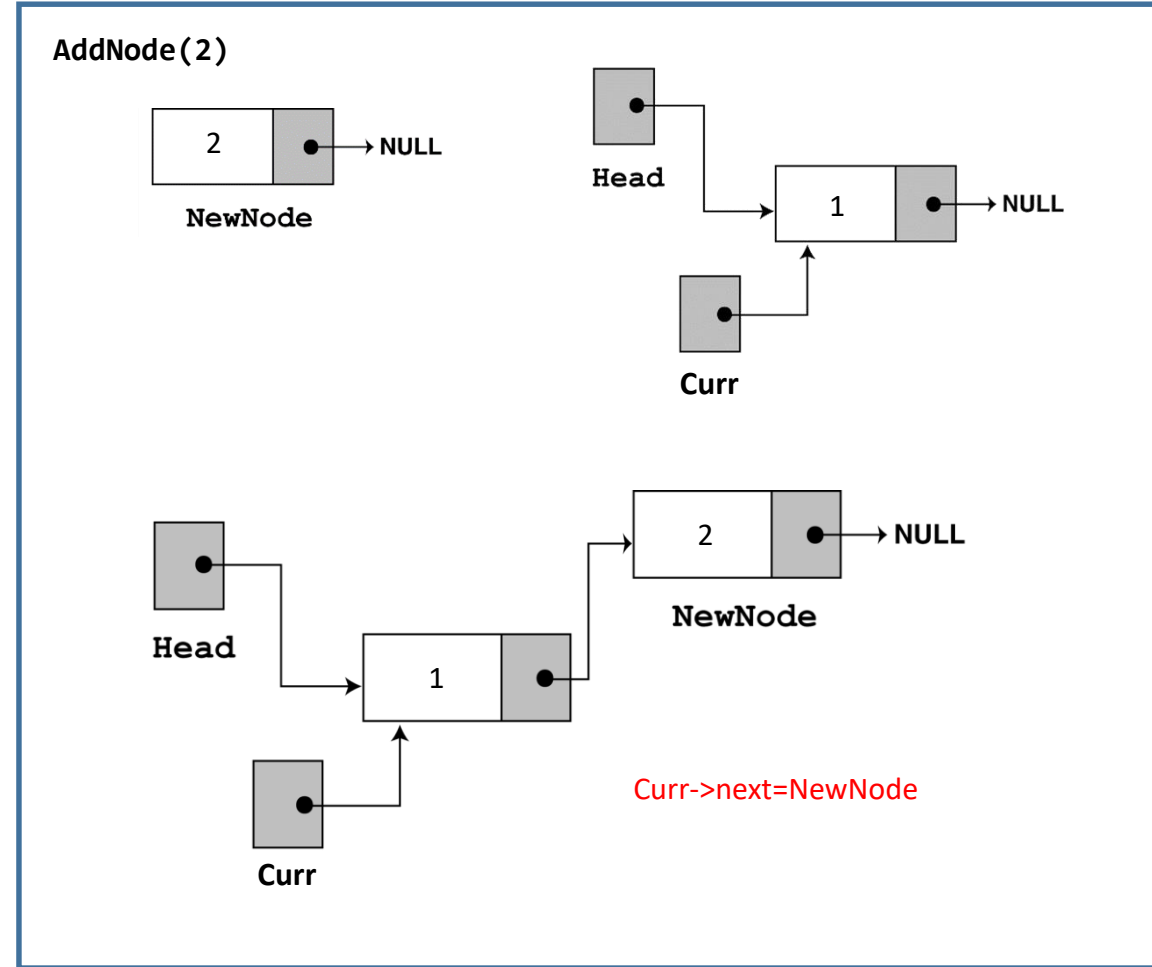 AddNode(2)
2
NULL
NewNode
Head
1
NULL
Curr
2
NULL
NewNode
Head
1
Curr->next=NewNode
Curr